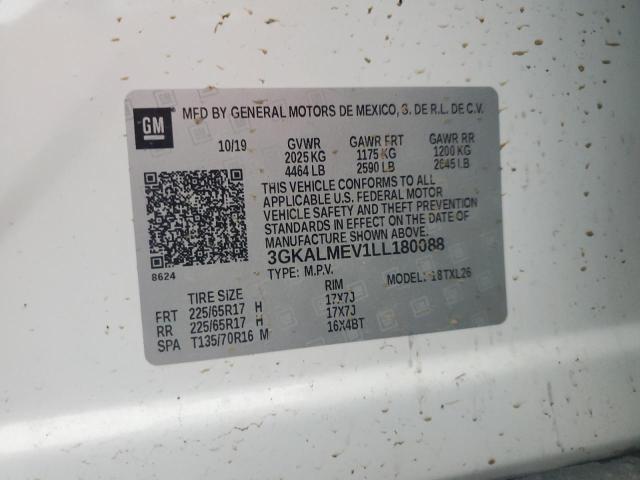 GM MFD BY GENERAL MOTORS DE MEXICO, S. DE R.L. DE C.V.
10/19 GVWR GAWR FRT GAWR RR
2025 KG 1175 KG 1200 KG
4464 LB 2590 LB 2645 LB
THIS VEHICLE CONFORMS TO ALL
APPLICABLE U.S. FEDERAL MOTOR
VEHICLE SAFETY AND THEFT PREVENTION
STANDARDS IN EFFECT ON THE DATE OF
MANUFACTURE SHOWN ABOVE.
3GKALMEV1LL180088
8624 TYPE: M.P.V. MODEL: 18TXL26
TIRE SIZE RIM
FRT 225/65R17 H 17X7J
RR 225/65R17 H 17X7J
SPA T135/70R16 M 16X4BT